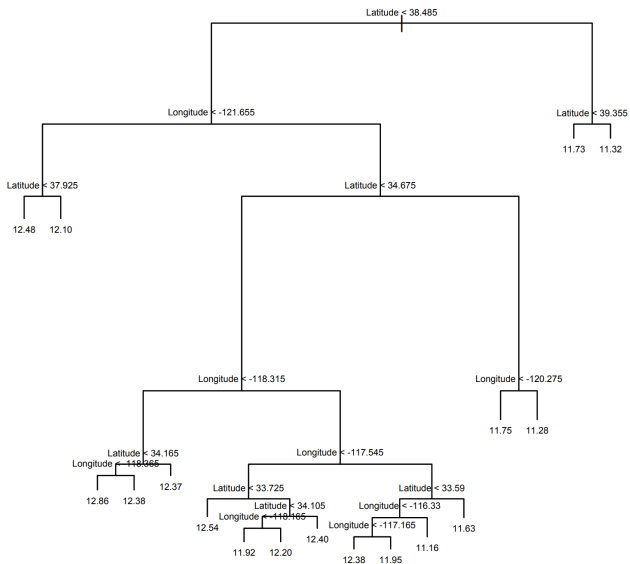 Latitude < 38.485
Longitude < -121.655
Latitude < 39.355
11.73 11.32
Latitude < 37.925
Latitude < 34.675
12.48 12.10
Longitude < -118.315
Longitude < -120.275
11.75 11.28
Latitude < 34.165
Longitude < -117.545
Longitude < -118.365
12.37
12.86 12.38
Latitude < 33.725
Latitude < 33.59
12.54
Latitude < 34.105
Longitude < -116.33
Longitude < -118.165
11.63
Longitude < -117.165
12.40
11.16
11.92 12.20
12.38 11.95